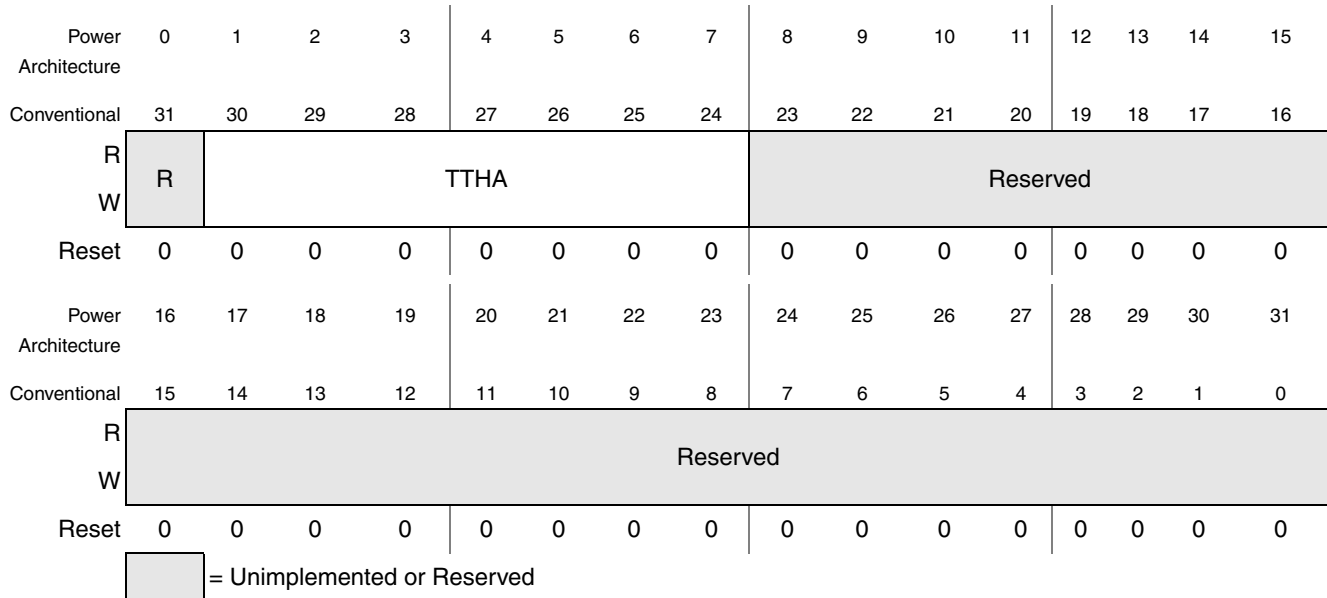 Power Architecture 0 1 2 3 4 5 6 7 8 9 10 11 12 13 14 15
Conventional 31 30 29 28 27 26 25 24 23 22 21 20 19 18 17 16
R
R TTHA Reserved
W
Reset 0 0 0 0 0 0 0 0 0 0 0 0 0 0 0 0
Power Architecture 16 17 18 19 20 21 22 23 24 25 26 27 28 29 30 31
Conventional 15 14 13 12 11 10 9 8 7 6 5 4 3 2 1 0
R
Reserved
W
Reset 0 0 0 0 0 0 0 0 0 0 0 0 0 0 0 0
= Unimplemented or Reserved